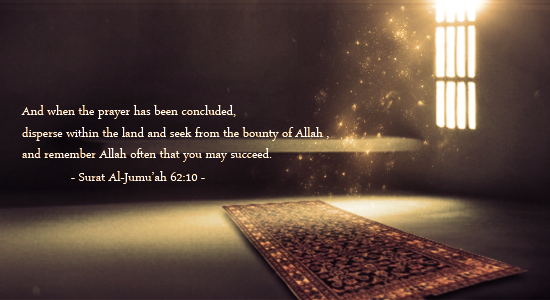 And when the prayer has been concluded,
disperse within the land and seek from the bounty of Allah ,
and remember Allah often that you may succeed.
- Surat Al-Jumu'ah 62:10 -